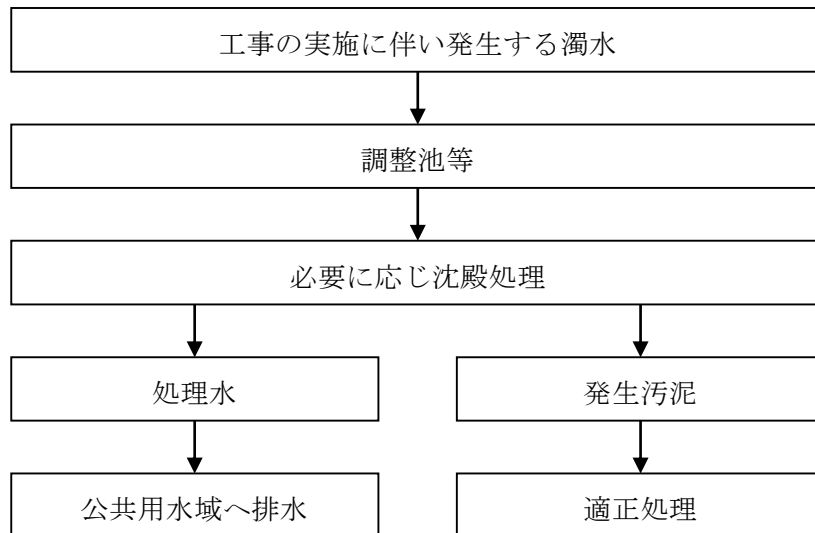 工事の実施に伴い発生する濁水
調整池等
必要に応じ沈殿処理
処理水
発生汚泥
公共用水域へ排水
適正処理